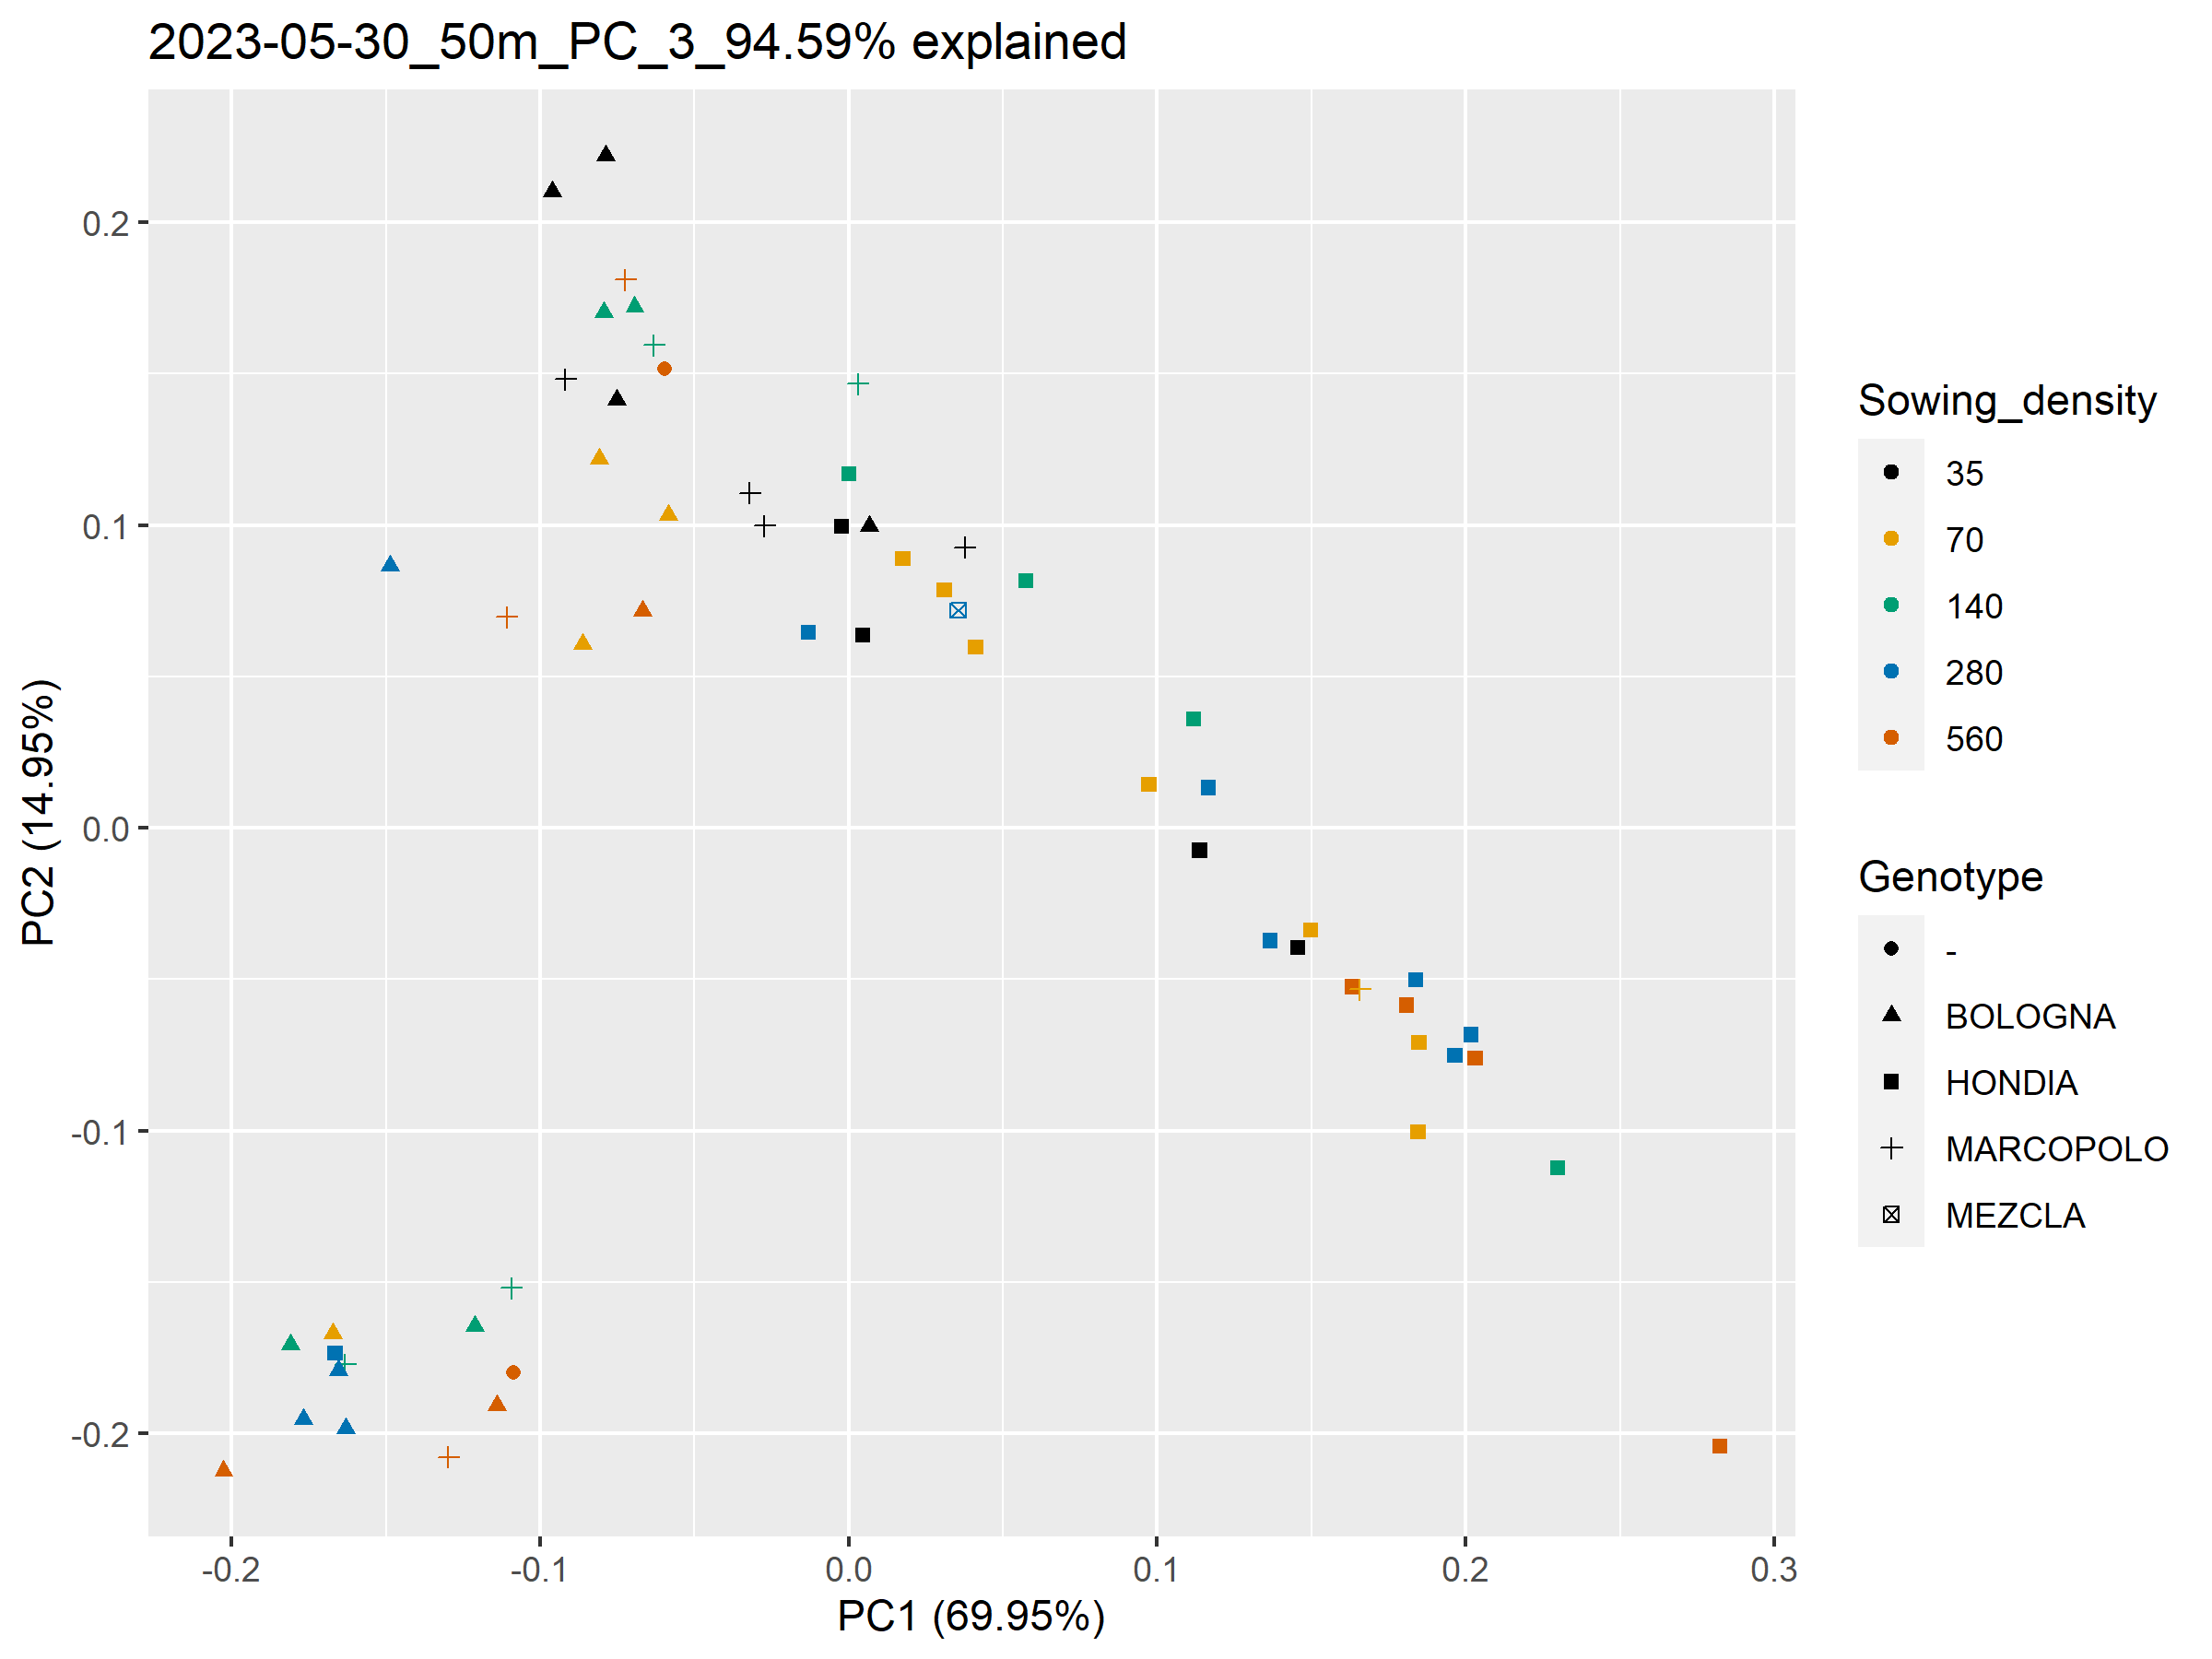 2023-05-30_50m_PC_3_94.59% explained
0.2
0.1
0.0
-0.1
-0.2
PC2 (14.95%)
-0.2
-0.1
0.0
0.1
0.2
0.3
PC1 (69.95%)
Sowing_density
35
70
140
280
560
Genotype
-
BOLOGNA
HONDIA
MARCOPOLO
MEZCLA